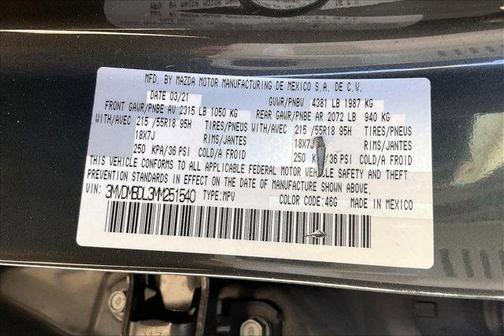 MFD. BY MAZDA MOTOR MANUFACTURING DE MEXICO S.A. DE C.V.
DATE 03/21 GVWR/PNBV 4381 LB 1987 KG
FRONT GAWR/PNBE AV 2315 LB 1050 KG REAR GAWR/PNBE AR 2072 LB 940 KG
WITH/AVEC 215/55R18 95H TIRES/PNEUS WITH/AVEC 215/55R18 95H TIRES/PNEUS
18X7J RIMS/JANTES 18X7J RIMS/JANTES
250 KPA/36 PSI COLD/A FROID 250 KPA/36 PSI COLD/A FROID
THIS VEHICLE CONFORMS TO ALL APPLICABLE FEDERAL MOTOR VEHICLE SAFETY AND THEFT
PREVENTION STANDARDS IN EFFECT ON THE DATE OF MANUFACTURE SHOWN ABOVE.
VIN: 3MVDMBDL3MM251540 TYPE: MPV COLOR CODE: 46G MADE IN MEXICO